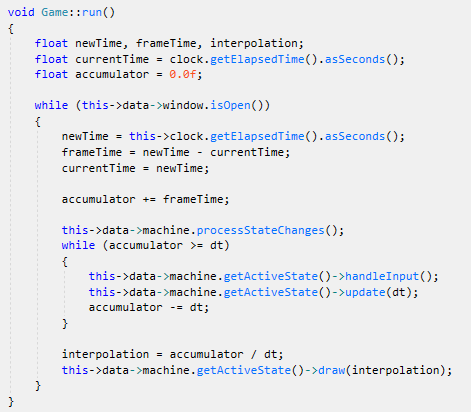 void Game::run()
{
    float newTime, frameTime, interpolation;
    float currentTime = clock.getElapsedTime().asSeconds();
    float accumulator = 0.0f;

    while (this->data->window.isOpen())
    {
        newTime = this->clock.getElapsedTime().asSeconds();
        frameTime = newTime - currentTime;
        currentTime = newTime;

        accumulator += frameTime;

        this->data->machine.processStateChanges();
        while (accumulator >= dt)
        {
            this->data->machine.getActiveState()->handleInput();
            this->data->machine.getActiveState()->update(dt);
            accumulator -= dt;
        }

        interpolation = accumulator / dt;
        this->data->machine.getActiveState()->draw(interpolation);
    }
}